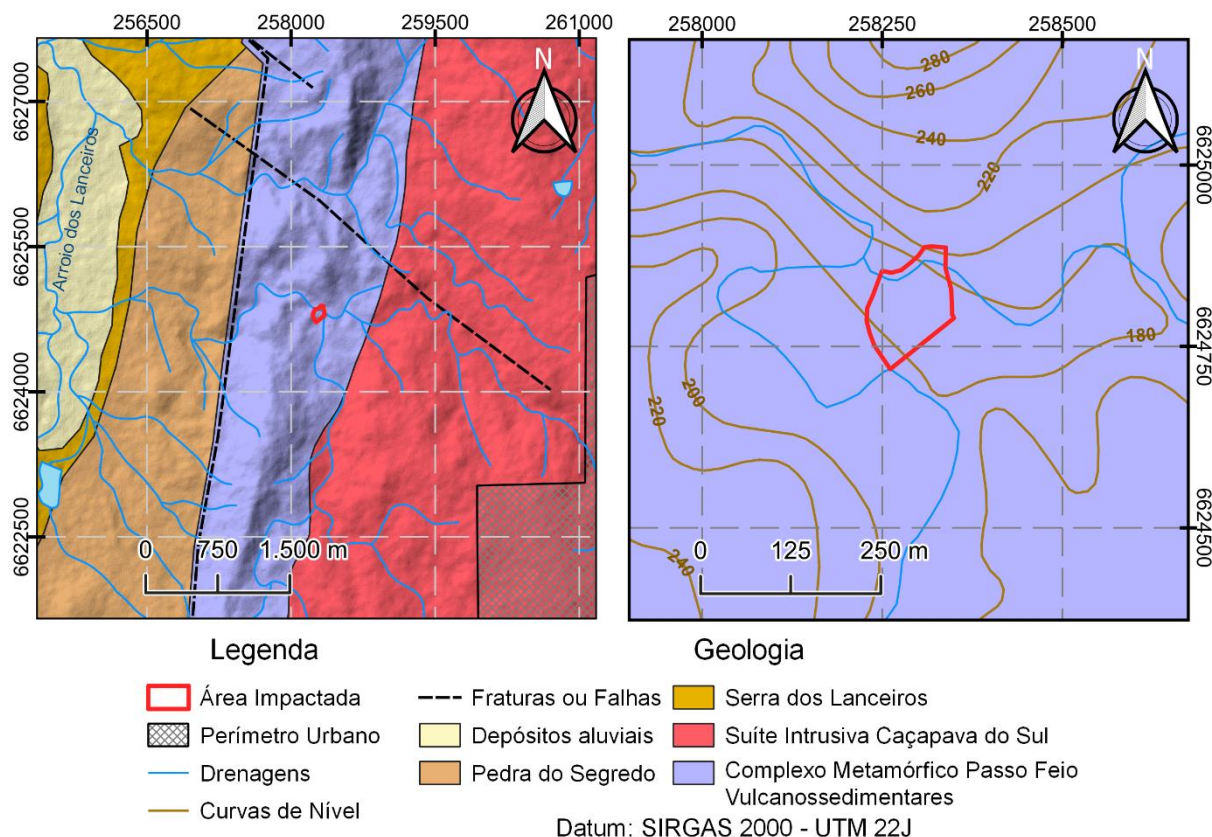 256500 258000 259500 261000
258000 258250 258500
N
N
6627000
6625500
6624000
6622500
Arroio dos Lanceiros
0 750 1.500 m
280
260
240
220
180
200
220
240
6625000
6624750
6624500
0 125 250 m
Legenda
Área Impactada
Perímetro Urbano
Drenagens
Curvas de Nível
Fraturas ou Falhas
Depósitos aluviais
Pedra do Segredo
Geologia
Serra dos Lanceiros
Suíte Intrusiva Caçapava do Sul
Complexo Metamórfico Passo Feio
Vulcanossedimentares
Datum: SIRGAS 2000 - UTM 22J